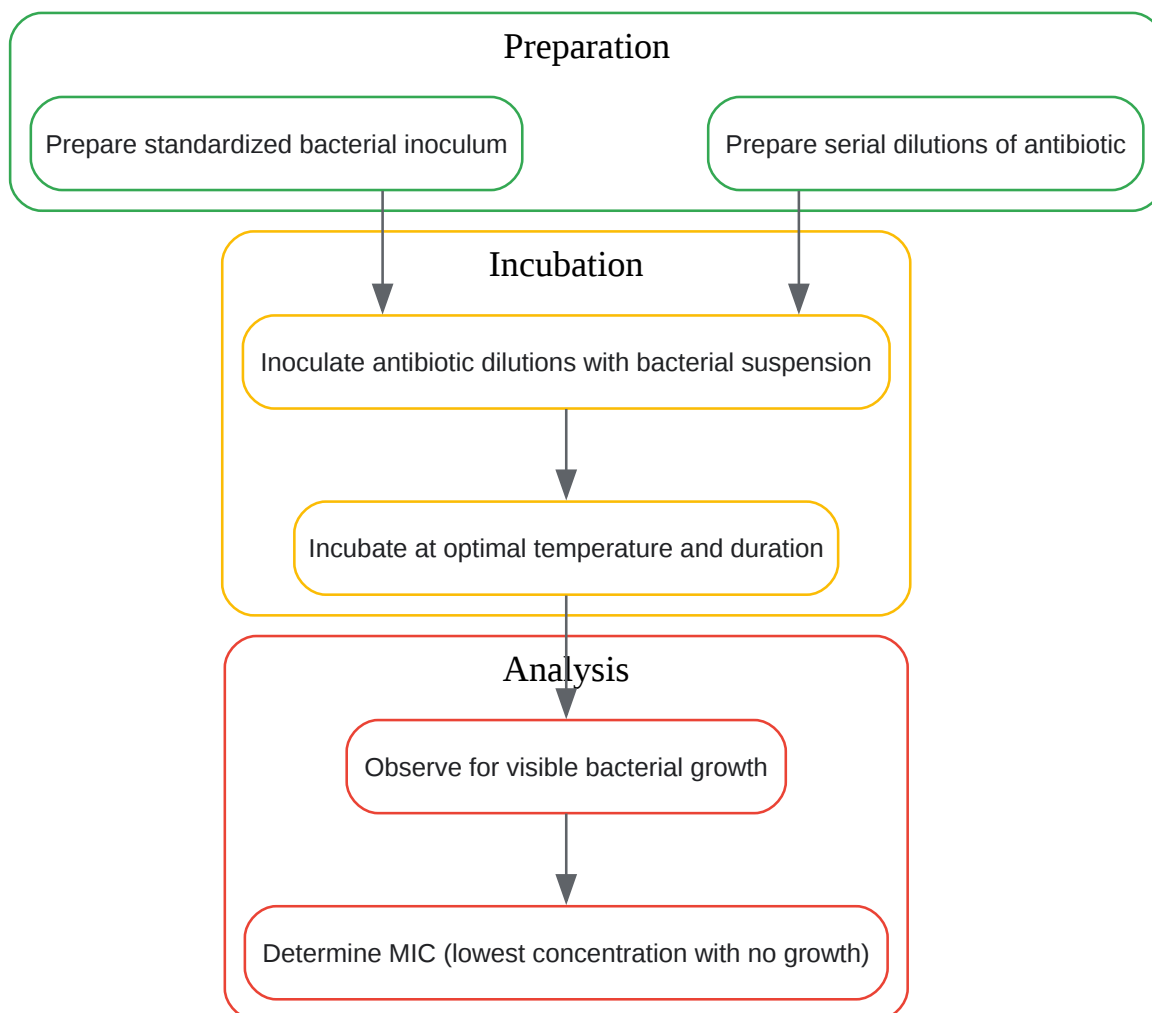 Preparation
Prepare standardized bacterial inoculum
Prepare serial dilutions of antibiotic
Incubation
Inoculate antibiotic dilutions with bacterial suspension
Incubate at optimal temperature and duration
Analysis
Observe for visible bacterial growth
Determine MIC (lowest concentration with no growth)